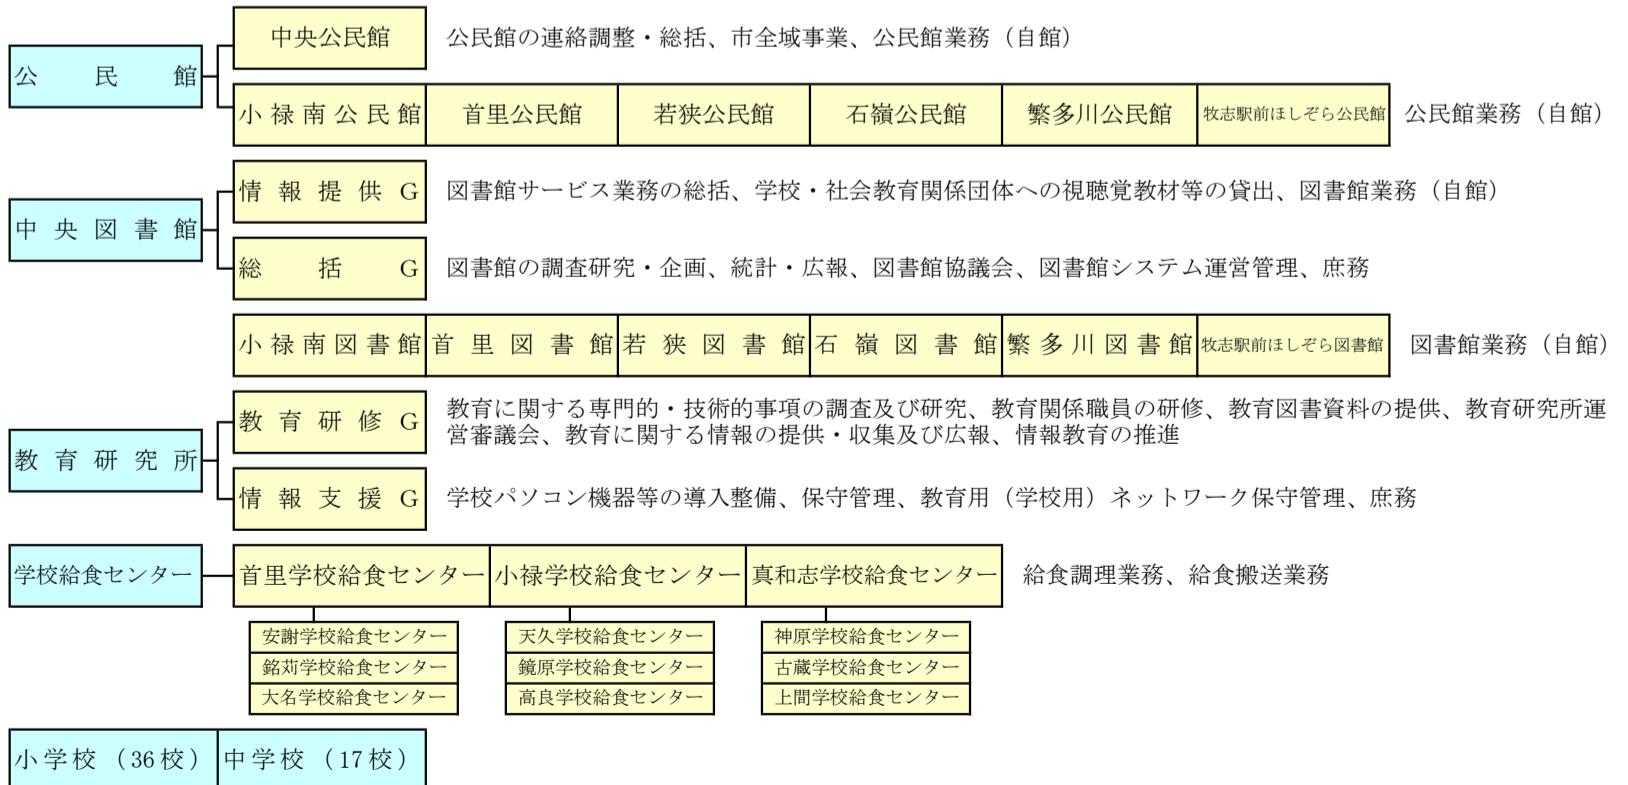 中央公民館 公民館の連絡調整・総括、市全域事業、公民館業務（自館）
公民館
小禄南公民館 首里公民館 若狭公民館 石嶺公民館 繁多川公民館 牧志駅前ほしぞら公民館 公民館業務（自館）
情報提供G 図書館サービス業務の総括、学校・社会教育関係団体への視聴覚教材等の貸出、図書館業務（自館）
中央図書館
総括G 図書館の調査研究・企画、統計・広報、図書館協議会、図書館システム運営管理、庶務
小禄南図書館 首里図書館 若狭図書館 石嶺図書館 繁多川図書館 牧志駅前ほしぞら図書館 図書館業務（自館）
教育研修G 教育に関する専門的・技術的事項の調査及び研究、教育関係職員の研修、教育図書資料の提供、教育研究所運
営審議会、教育に関する情報の提供・収集及び広報、情報教育の推進
教育研究所
情報支援G 学校パソコン機器等の導入整備、保守管理、教育用（学校用）ネットワーク保守管理、庶務
学校給食センター 首里学校給食センター 小禄学校給食センター 真和志学校給食センター 給食調理業務、給食搬送業務
安謝学校給食センター 天久学校給食センター 神原学校給食センター
銘苅学校給食センター 鏡原学校給食センター 古蔵学校給食センター
大名学校給食センター 高良学校給食センター 上間学校給食センター
小学校（36校） 中学校（17校）